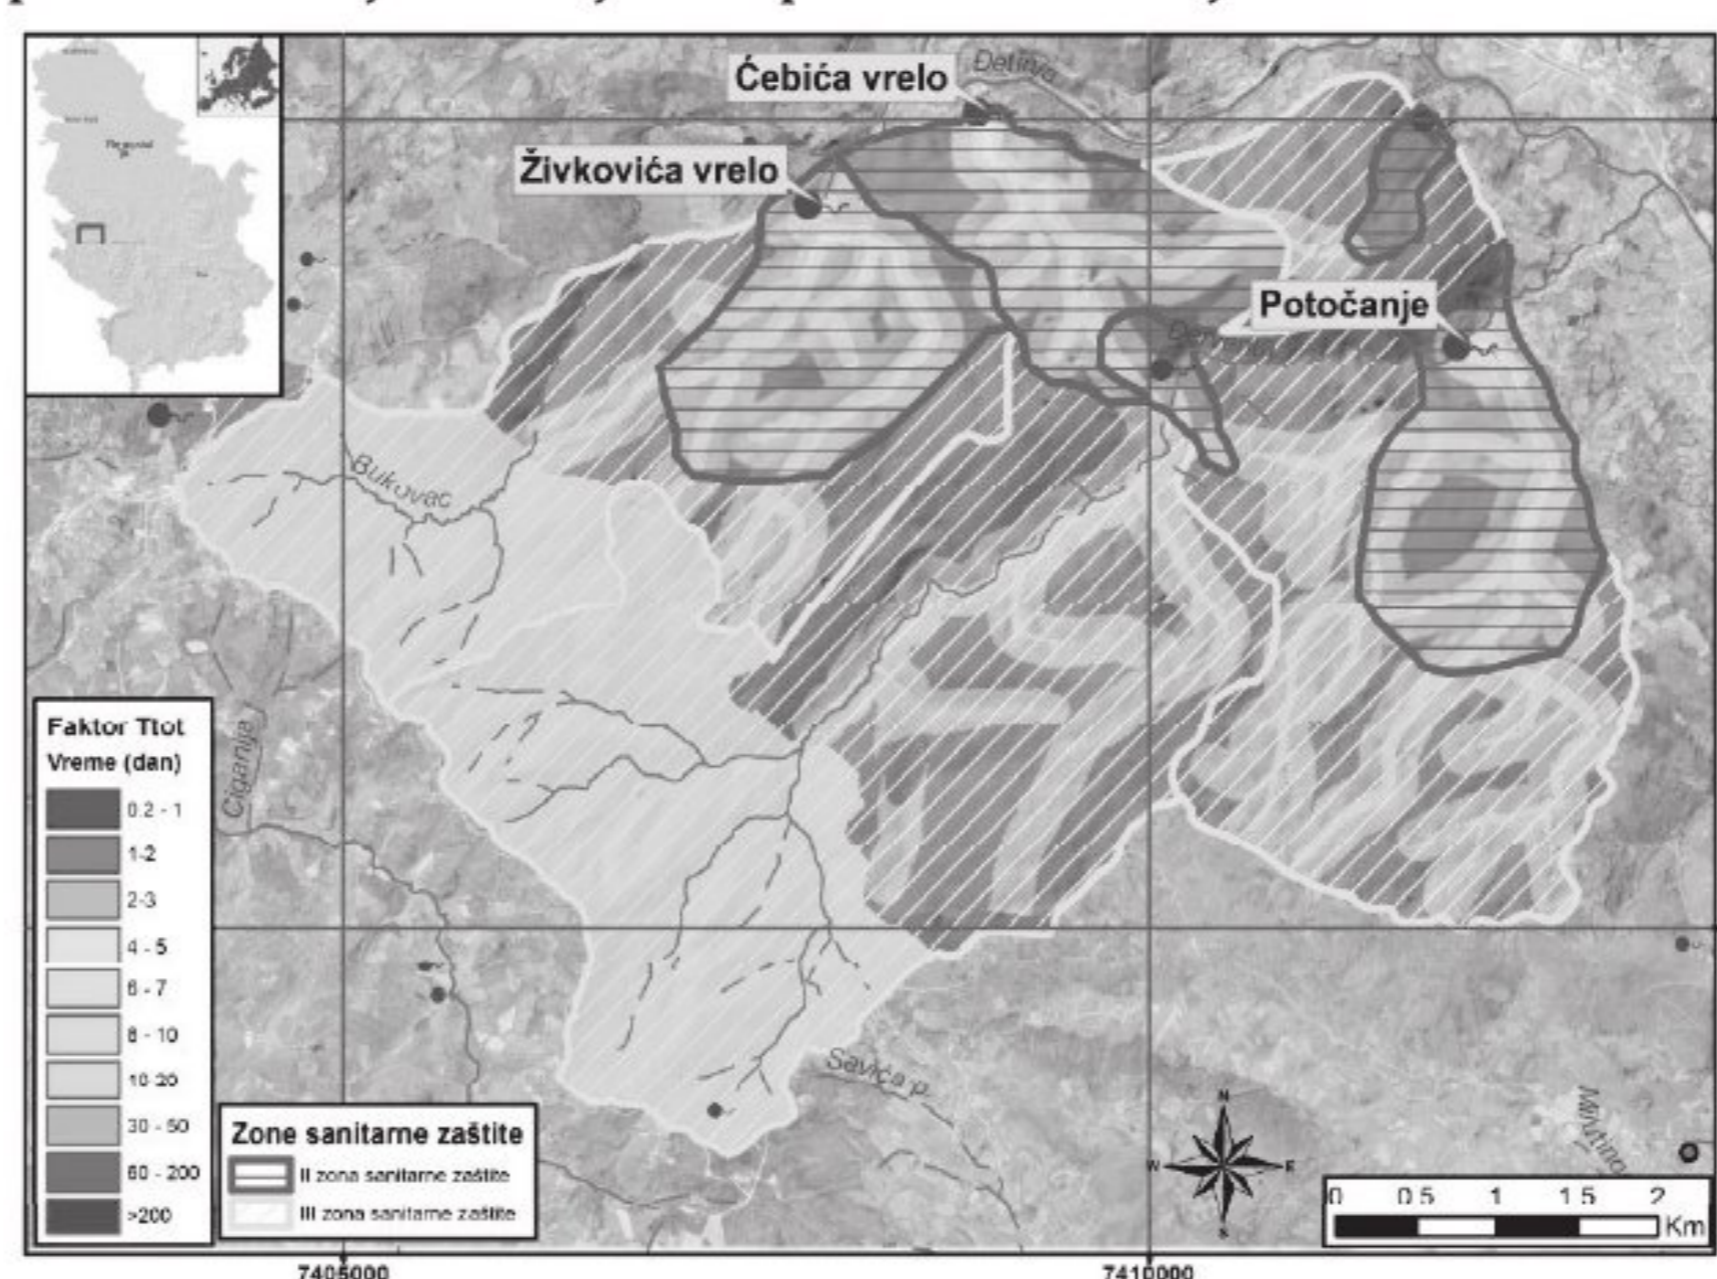 Ćebića vrelo
Đetinja
Živkovića vrelo
Potočanje
Bukovac
Ciganija
Faktor Ttot
Vreme (dan)
0.2 - 1
1-2
2-3
4 - 5
6 - 7
8 - 10
10-20
30 - 50
60 - 200
>200
Zone sanitarne zaštite
II zona sanitarne zaštite
III zona sanitarne zaštite
Savića p.
N
W
E
S
0 0.5 1 1.5 2
Km
7405000
7410000